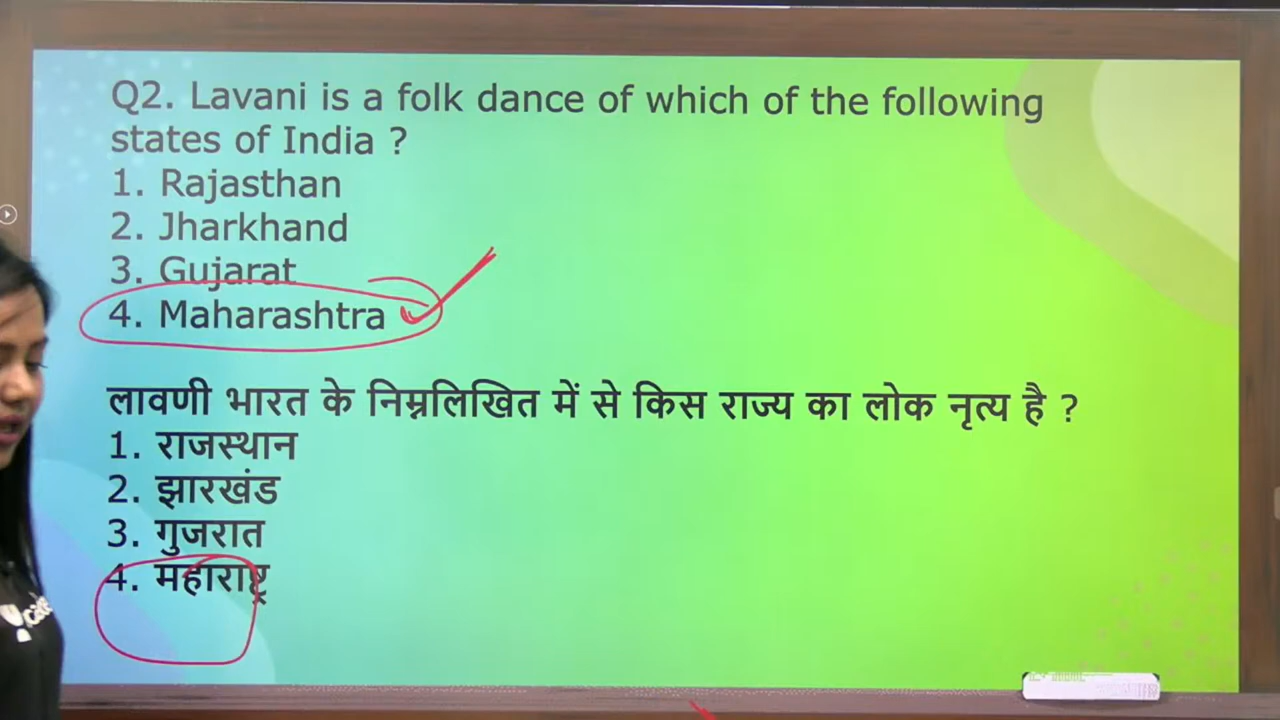 Q2. Lavani is a folk dance of which of the following
states of India ?
1. Rajasthan
2. Jharkhand
3. Gujarat
4. Maharashtra
लावणी भारत के निम्नलिखित में से किस राज्य का लोक नृत्य है ?
1. राजस्थान
2. झारखंड
3. गुजरात
4. महाराष्ट्र